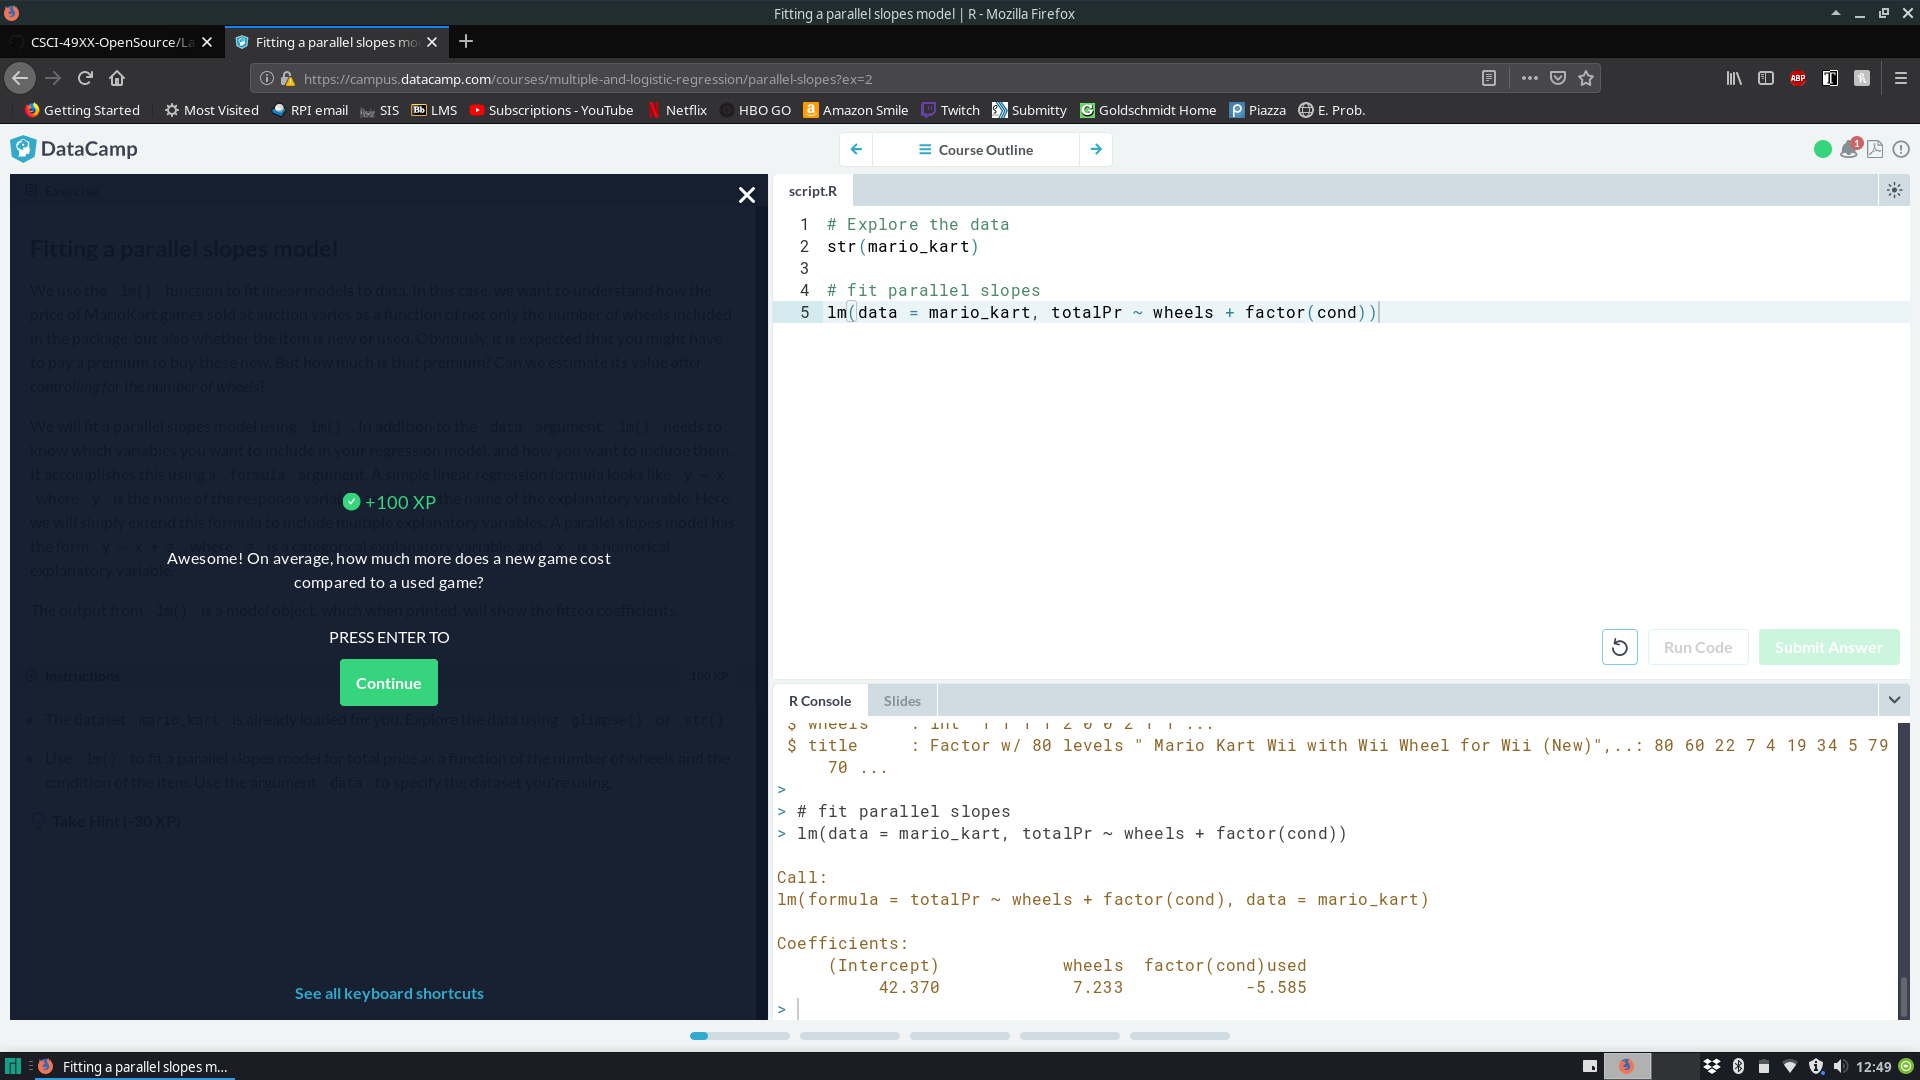 Fitting a parallel slopes model | R - Mozilla Firefox
CSCI-49XX-OpenSource/La
Fitting a parallel slopes mo
https://campus.datacamp.com/courses/multiple-and-logistic-regression/parallel-slopes?ex=2
Getting Started Most Visited RPI email SIS Bb LMS Subscriptions - YouTube Netflix HBO GO Amazon Smile Twitch Submitty Goldschmidt Home Piazza E. Prob.
ABP
DataCamp
Course Outline
1
Exercise
Fitting a parallel slopes model
We use the lm() function to fit linear models to data. In this case, we want to understand how the
price of MarioKart games sold at auction varies as a function of not only the number of wheels included
in the package, but also whether the item is new or used. Obviously, it is expected that you might have
to pay a premium to buy these new. But how much is that premium? Can we estimate its value after
controlling for the number of wheels?
We will fit a parallel slopes model using lm() . In addition to the data argument, lm() needs to
know which variables you want to include in your regression model, and how you want to include them.
It accomplishes this using a formula argument. A simple linear regression formula looks like y ~ x
, where y is the name of the response the name of the explanatory variable. Here,
we will simply extend this formula to include multiple explanatory variables. A parallel slopes model has
the form y ~ x + z , where z is a categorical explanatory variable, and x is a numerical
explanatory variable.
The output from lm() is a model object, which when printed, will show the fitted coefficients.
+100 XP
Awesome! On average, how much more does a new game cost
compared to a used game?
PRESS ENTER TO
Continue
Instructions
100 XP
The dataset mario_kart is already loaded for you. Explore the data using glimpse() or str() .
Use lm() to fit a parallel slopes model for total price as a function of the number of wheels and the
condition of the item. Use the argument data to specify the dataset you're using.
Take Hint (-30 XP)
See all keyboard shortcuts
script.R
1 # Explore the data
2 str(mario_kart)
3
4 # fit parallel slopes
5 lm(data = mario_kart, totalPr ~ wheels + factor(cond))
Run Code
Submit Answer
R Console
Slides
$ wheels : int 1 1 1 1 2 0 0 2 1 1 ...
$ title : Factor w/ 80 levels " Mario Kart Wii with Wii Wheel for Wii (New)",..: 80 60 22 7 4 19 34 5 79
70 ...
>
> # fit parallel slopes
> lm(data = mario_kart, totalPr ~ wheels + factor(cond))
Call:
lm(formula = totalPr ~ wheels + factor(cond), data = mario_kart)
Coefficients:
(Intercept) wheels factor(cond)used
42.370 7.233 -5.585
>
Fitting a parallel slopes m...
12:49